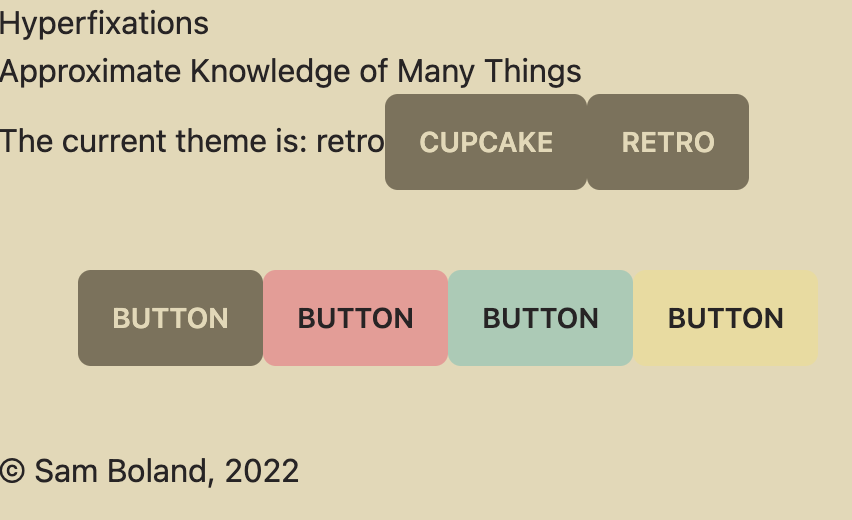 Hyperfixations
Approximate Knowledge of Many Things
The current theme is: retro CUPCAKE RETRO
BUTTON BUTTON BUTTON BUTTON
© Sam Boland, 2022